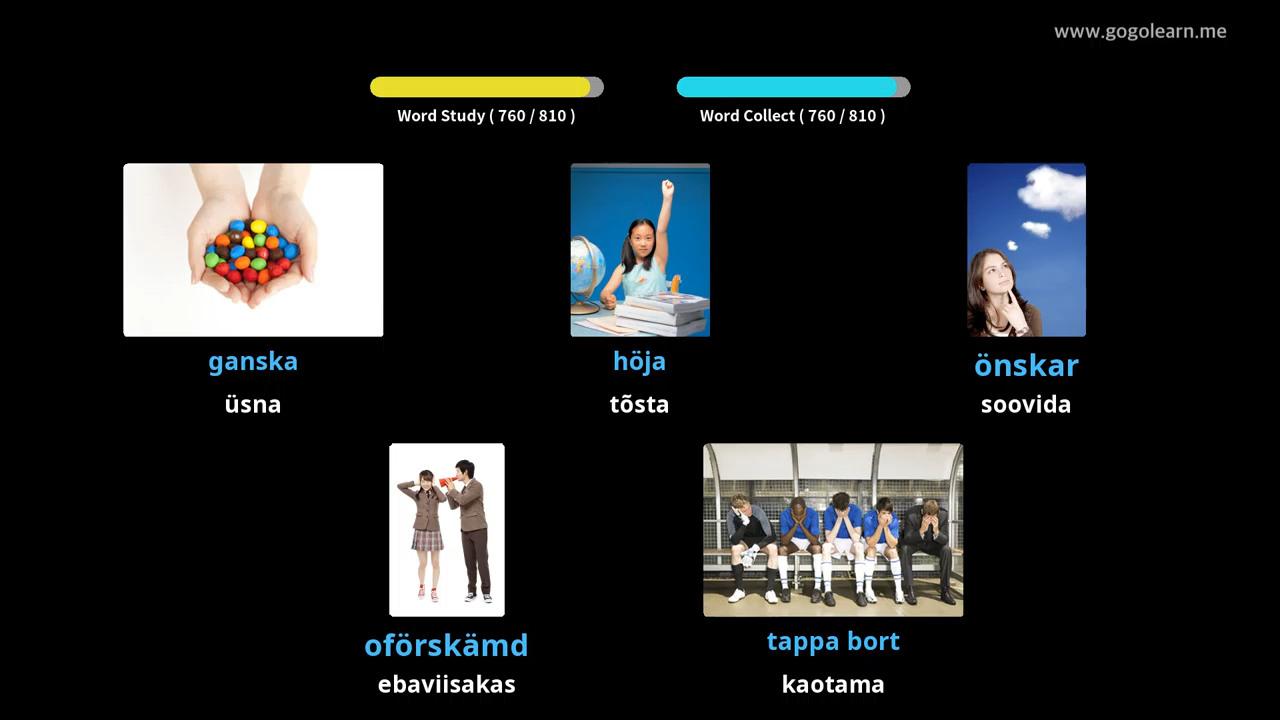 www.gogolearn.me
Word Study ( 760 / 810 )
Word Collect ( 760 / 810 )
ganska
üsna
höja
tõsta
önskar
soovida
oförskämd
ebaviisakas
tappa bort
kaotama